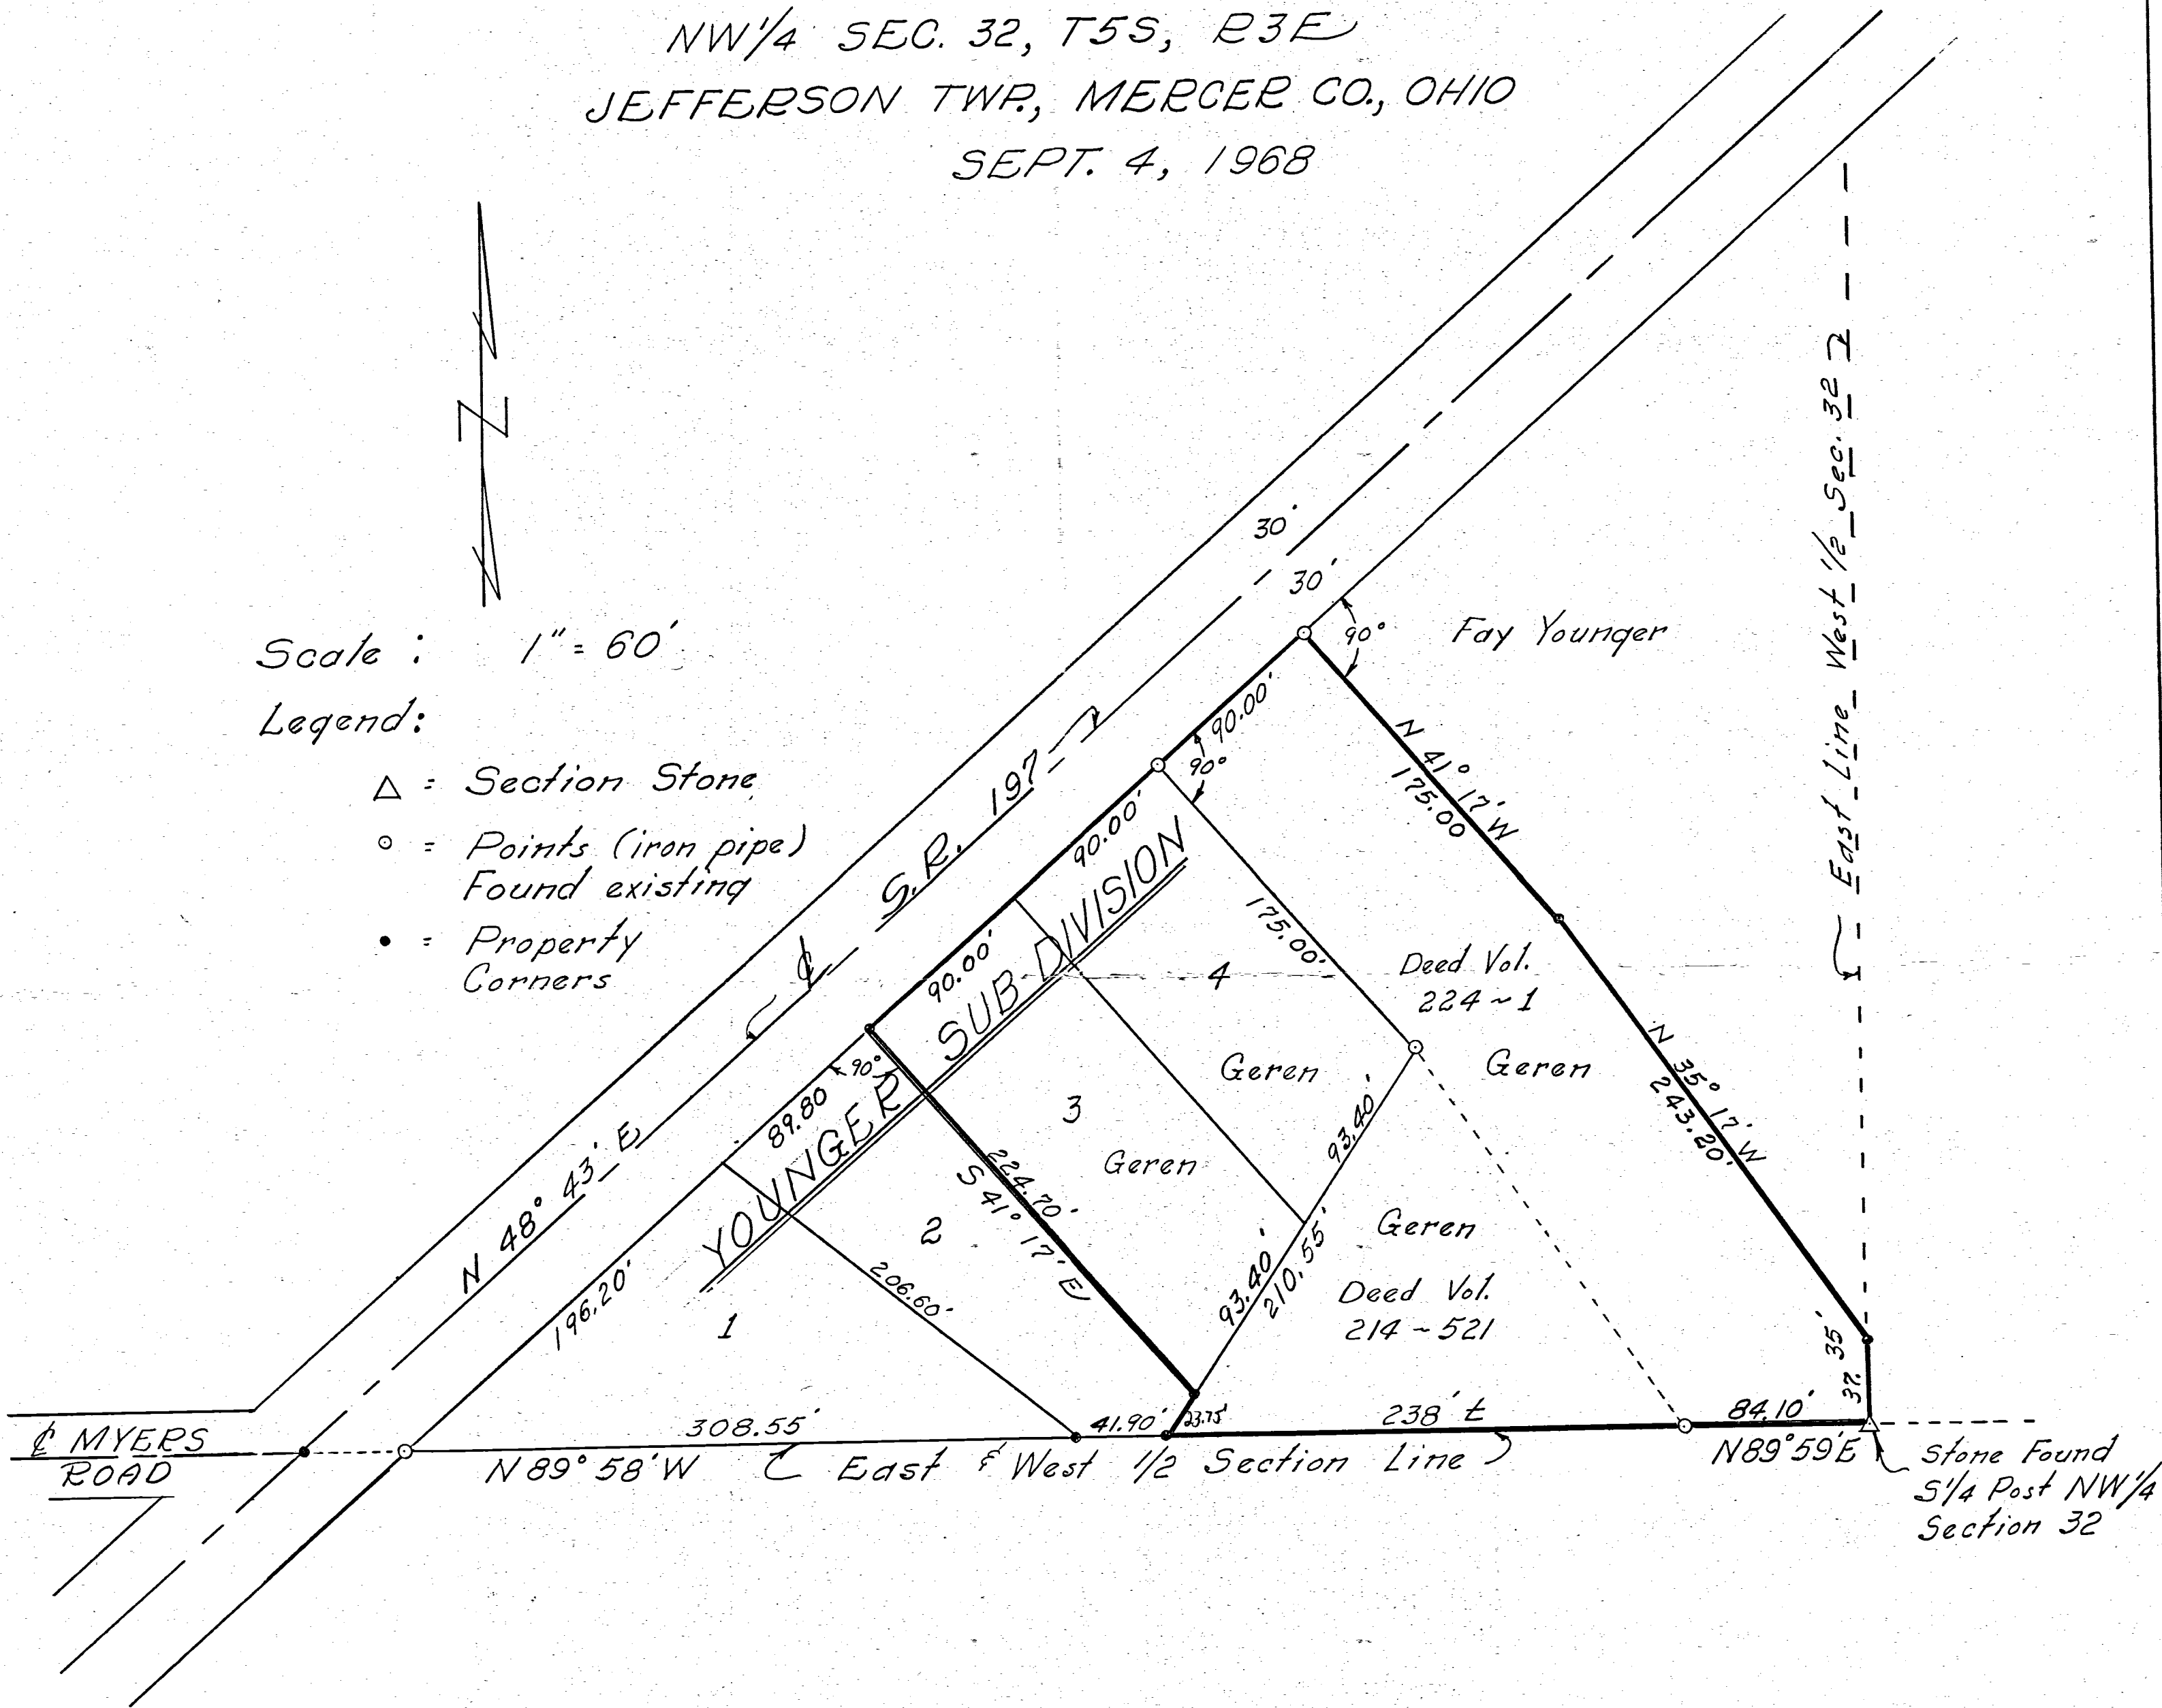 NW 1/4 SEC. 32, T5S, R3E
JEFFERSON TWP., MERCER CO., OHIO
SEPT. 4, 1968
N
Scale : 1" = 60'
Legend:
△ = Section Stone
⊙ = Points (iron pipe)
Found existing
• = Property
Corners
30'
30'
90°
Fay Younger
East Line West 1/2 Sec. 32
90.00'
90°
N 41° 17' W
175.00
℄ S.R. 197
90.00'
YOUNGER SUB-DIVISION
175.00'
90.00'
4
Deed Vol.
224 ~ 1
Geren
Geren
90°
89.80
3
Geren
93.40'
N 35° 17' W
243.20'
N 48° 43' E
224.70'
S 41° 17' E
2
Geren
93.40'
210.55'
206.60'
196.20'
1
Deed Vol.
214 ~ 521
37.35'
℄ MYERS
ROAD
308.55'
41.90'
23.75'
238' ±
84.10'
N 89° 58' W
East & West 1/2 Section Line
N 89° 59' E
Stone Found
S 1/4 Post NW 1/4
Section 32